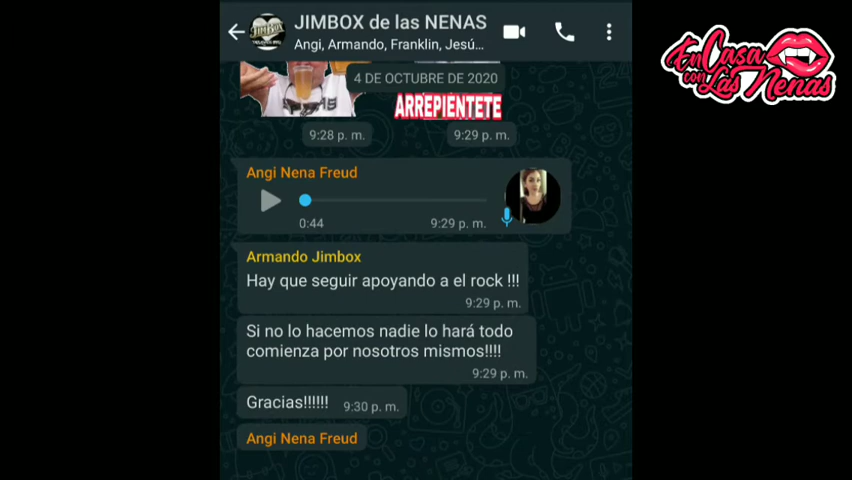 JIMBOX de las NENAS
Angi, Armando, Franklin, Jesú...
En Casa
con Las Nenas
4 DE OCTUBRE DE 2020
ARREPIENTETE
9:28 p. m.
9:29 p. m.
Angi Nena Freud
0:44
9:29 p. m.
Armando Jimbox
Hay que seguir apoyando a el rock !!!
9:29 p. m.
Si no lo hacemos nadie lo hará todo
comienza por nosotros mismos!!!!
9:29 p. m.
Gracias!!!!!!
9:30 p. m.
Angi Nena Freud